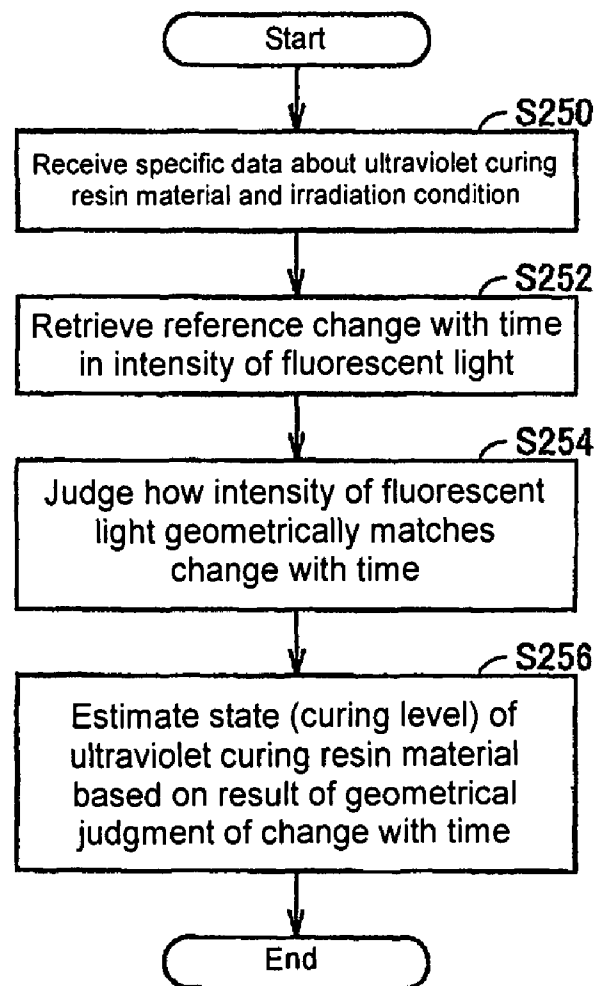 Start
S250
Receive specific data about ultraviolet curing
resin material and irradiation condition
S252
Retrieve reference change with time
in intensity of fluorescent light
S254
Judge how intensity of fluorescent
light geometrically matches
change with time
S256
Estimate state (curing level) of
ultraviolet curing resin material
based on result of geometrical
judgment of change with time
End